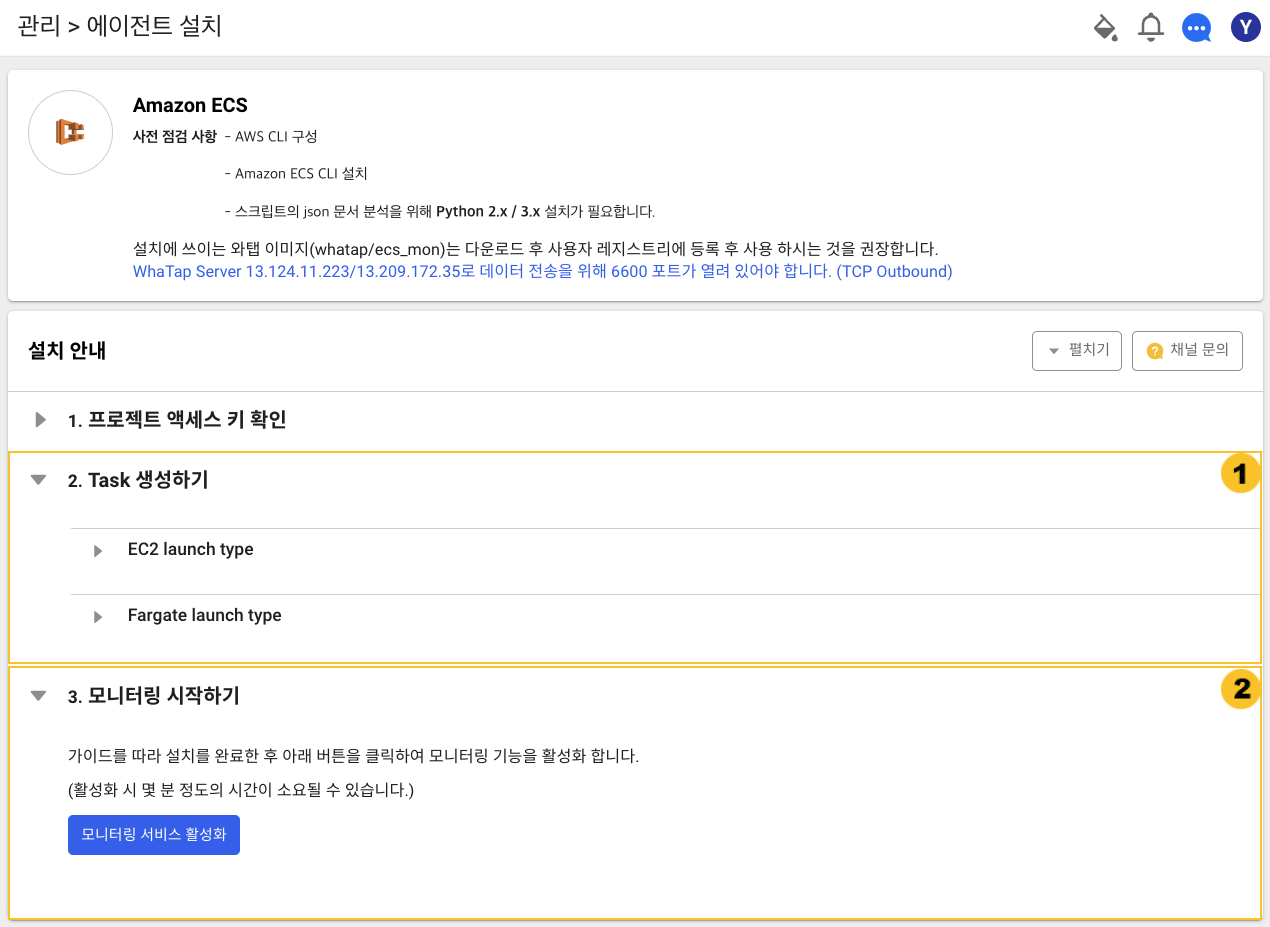 관리 > 에이전트 설치
Y
Amazon ECS
사전 점검 사항 - AWS CLI 구성
- Amazon ECS CLI 설치
- 스크립트의 json 문서 분석을 위해 Python 2.x / 3.x 설치가 필요합니다.
설치에 쓰이는 와탭 이미지(whatap/ecs_mon)는 다운로드 후 사용자 레지스트리에 등록 후 사용 하시는 것을 권장합니다.
WhaTap Server 13.124.11.223/13.209.172.35로 데이터 전송을 위해 6600 포트가 열려 있어야 합니다. (TCP Outbound)
설치 안내
펼치기
? 채널 문의
1. 프로젝트 액세스 키 확인
2. Task 생성하기
1
EC2 launch type
Fargate launch type
3. 모니터링 시작하기
2
가이드를 따라 설치를 완료한 후 아래 버튼을 클릭하여 모니터링 기능을 활성화 합니다.
(활성화 시 몇 분 정도의 시간이 소요될 수 있습니다.)
모니터링 서비스 활성화